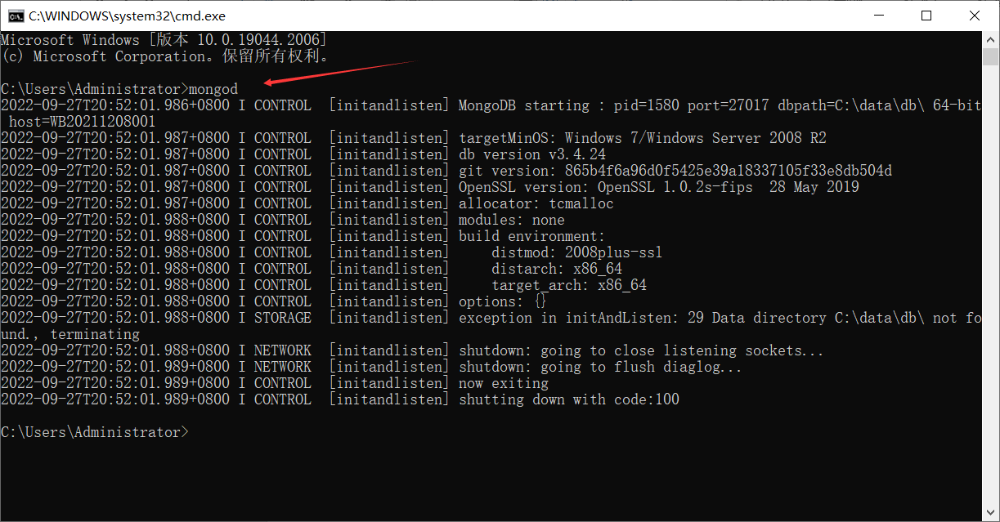 C:\WINDOWS\system32\cmd.exe
Microsoft Windows [版本 10.0.19044.2006]
(c) Microsoft Corporation。保留所有权利。
C:\Users\Administrator>mongod
2022-09-27T20:52:01.986+0800 I CONTROL  [initandlisten] MongoDB starting : pid=1580 port=27017 dbpath=C:\data\db\ 64-bit
 host=WB20211208001
2022-09-27T20:52:01.987+0800 I CONTROL  [initandlisten] targetMinOS: Windows 7/Windows Server 2008 R2
2022-09-27T20:52:01.987+0800 I CONTROL  [initandlisten] db version v3.4.24
2022-09-27T20:52:01.987+0800 I CONTROL  [initandlisten] git version: 865b4f6a96d0f5425e39a18337105f33e8db504d
2022-09-27T20:52:01.987+0800 I CONTROL  [initandlisten] OpenSSL version: OpenSSL 1.0.2s-fips  28 May 2019
2022-09-27T20:52:01.987+0800 I CONTROL  [initandlisten] allocator: tcmalloc
2022-09-27T20:52:01.988+0800 I CONTROL  [initandlisten] modules: none
2022-09-27T20:52:01.988+0800 I CONTROL  [initandlisten] build environment:
2022-09-27T20:52:01.988+0800 I CONTROL  [initandlisten]     distmod: 2008plus-ssl
2022-09-27T20:52:01.988+0800 I CONTROL  [initandlisten]     distarch: x86_64
2022-09-27T20:52:01.988+0800 I CONTROL  [initandlisten]     target_arch: x86_64
2022-09-27T20:52:01.988+0800 I CONTROL  [initandlisten] options: {}
2022-09-27T20:52:01.988+0800 I STORAGE  [initandlisten] exception in initAndListen: 29 Data directory C:\data\db\ not fo
und., terminating
2022-09-27T20:52:01.988+0800 I NETWORK  [initandlisten] shutdown: going to close listening sockets...
2022-09-27T20:52:01.989+0800 I NETWORK  [initandlisten] shutdown: going to flush diaglog...
2022-09-27T20:52:01.989+0800 I CONTROL  [initandlisten] now exiting
2022-09-27T20:52:01.989+0800 I CONTROL  [initandlisten] shutting down with code:100
C:\Users\Administrator>